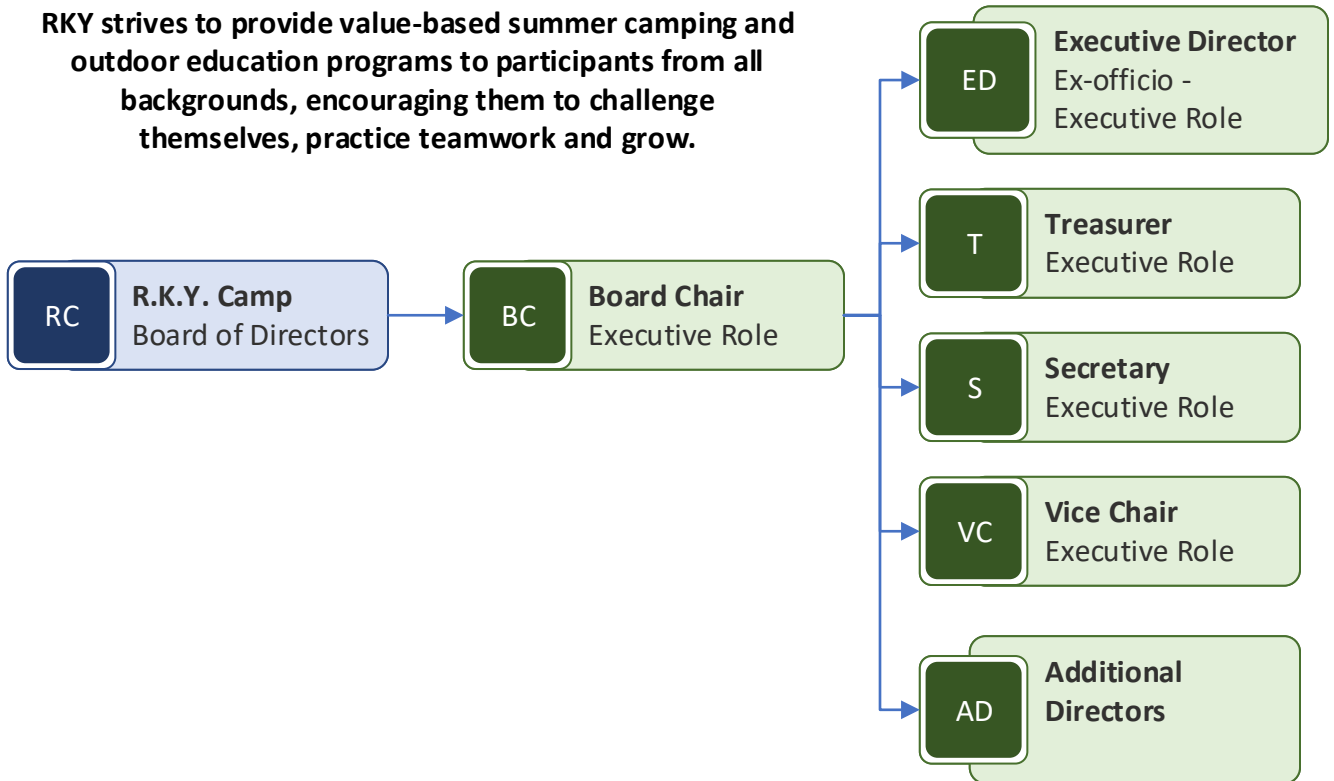 RKY strives to provide value-based summer camping and
outdoor education programs to participants from all
backgrounds, encouraging them to challenge
themselves, practice teamwork and grow.
RC
R.K.Y. Camp
Board of Directors
BC
Board Chair
Executive Role
ED
Executive Director
Ex-officio -
Executive Role
T
Treasurer
Executive Role
S
Secretary
Executive Role
VC
Vice Chair
Executive Role
AD
Additional
Directors